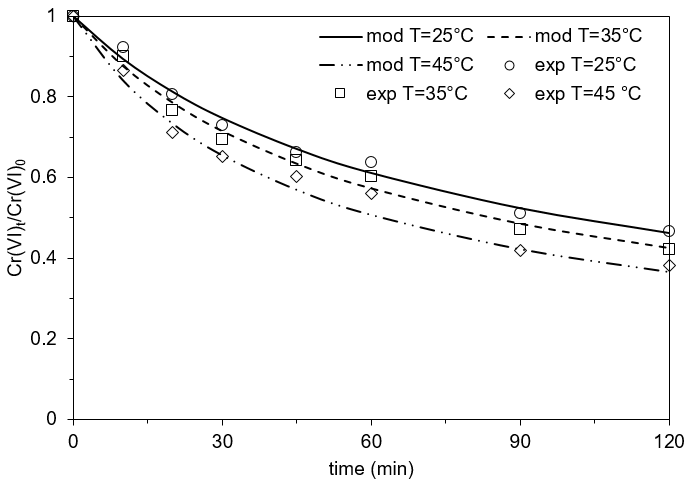 1
0.8
0.6
0.4
0.2
0
Cr(VI)t/Cr(VI)0
mod T=25°C mod T=35°C
mod T=45°C exp T=25°C
exp T=35°C exp T=45 °C
0 30 60 90 120
time (min)